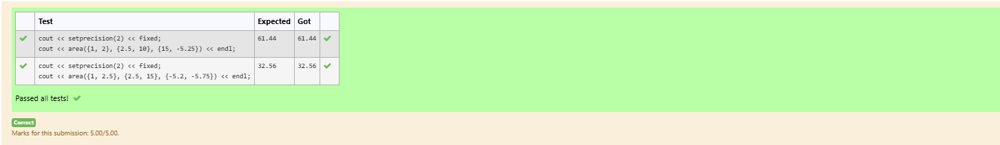 Test Expected Got
cout << setprecision(2) << fixed; 61.44 61.44
cout << area({1, 2}, {2.5, 10}, {15, -5.25}) << endl;
cout << setprecision(2) << fixed; 32.56 32.56
cout << area({1, 2.5}, {2.5, 15}, {-5.2, -5.75}) << endl;
Passed all tests!
Correct
Marks for this submission: 5.00/5.00.